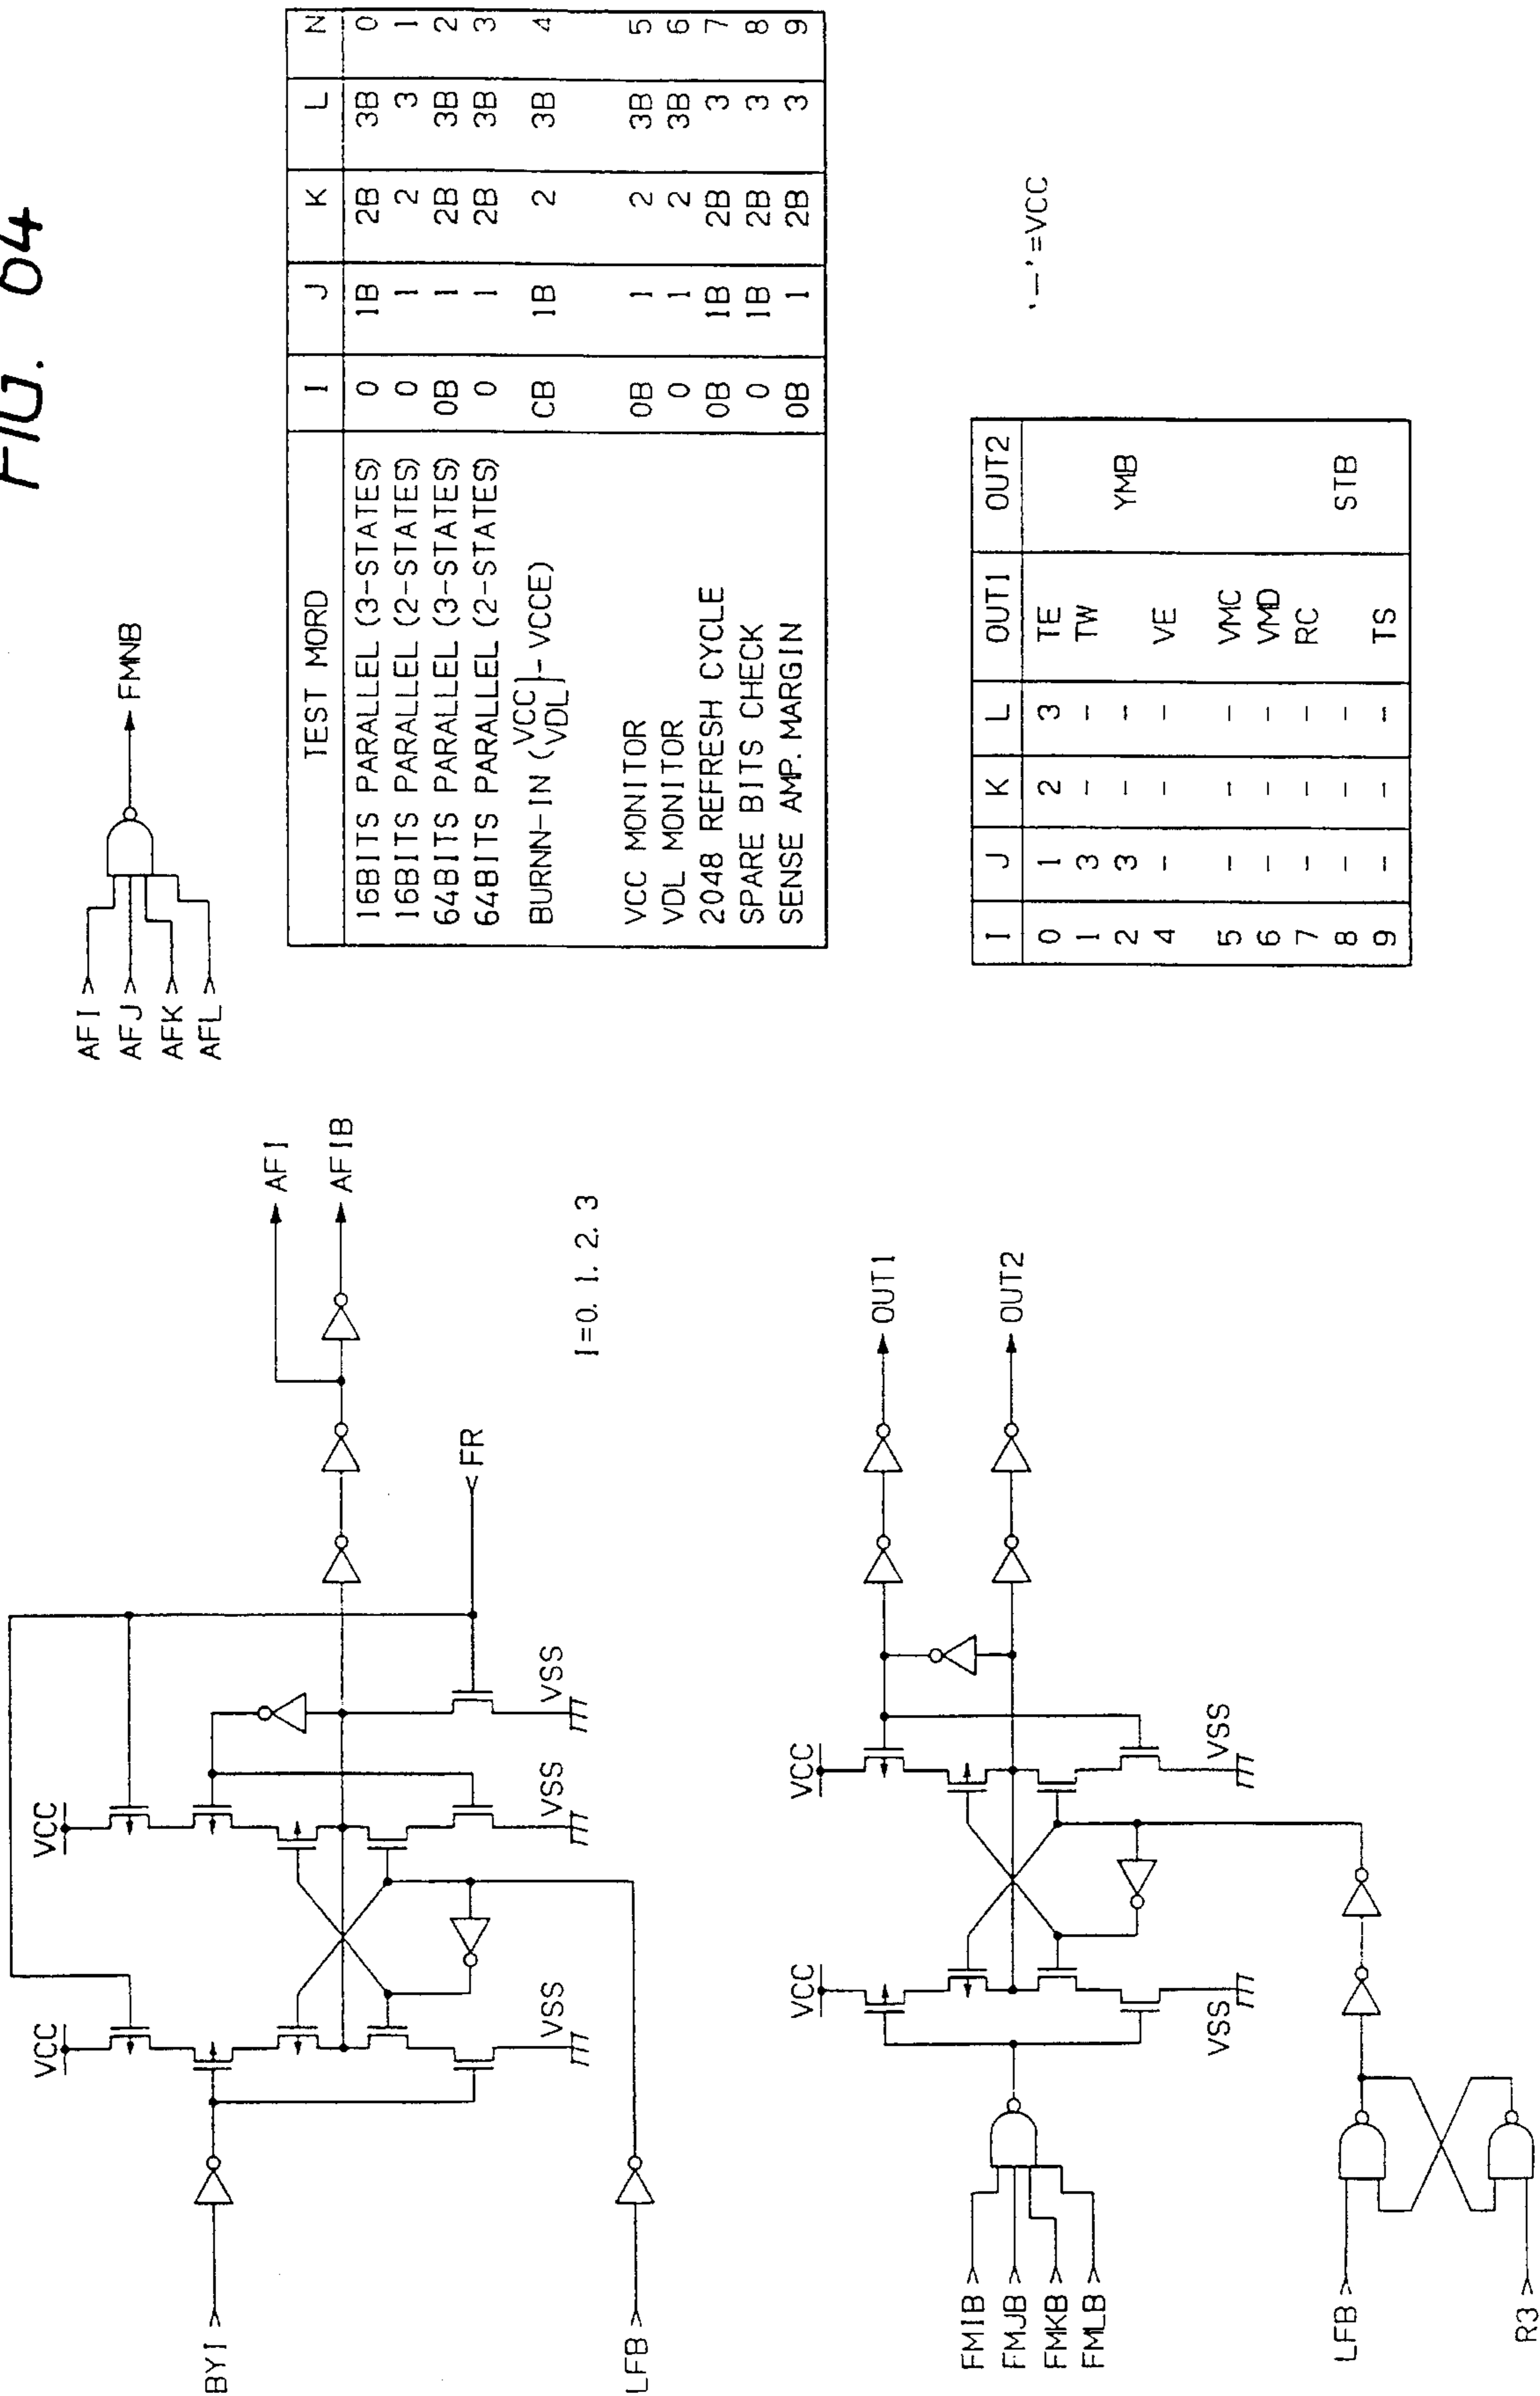 FIG. 64
BYI
LFB
VCC
VCC
VSS
VSS
VSS
FR
AFI
AFIB
I=0. 1. 2. 3
AFI
AFJ
AFK
AFL
FMNB
TEST MORD I J K L N
16BITS PARALLEL (3-STATES) 0 1B 2B 3B 0
16BITS PARALLEL (2-STATES) 0 1 2 3 1
64BITS PARALLEL (3-STATES) 0B 1 2B 3B 2
64BITS PARALLEL (2-STATES) 0 1 2B 3B 3
BURNN-IN (VCC VDL]-VCCE) CB 1B 2 3B 4
VCC MONITOR 0B 1 2 3B 5
VDL MONITOR 0 1 2 3B 6
2048 REFRESH CYCLE 0B 1B 2B 3 7
SPARE BITS CHECK 0 1B 2B 3 8
SENSE AMP. MARGIN 0B 1 2B 3 9
FMIB
FMJB
FMKB
FMLB
LFB
R3
VCC
VCC
VSS
VSS
OUT1
OUT2
I J K L OUT1 OUT2
0 1 2 3 TE
1 3 - - TW
2 3 - - YMB
4 - - - VE
5 - - - VMC
6 - - - VMD
7 - - - RC
8 - - - STB
9 - - - TS
'—'=VCC